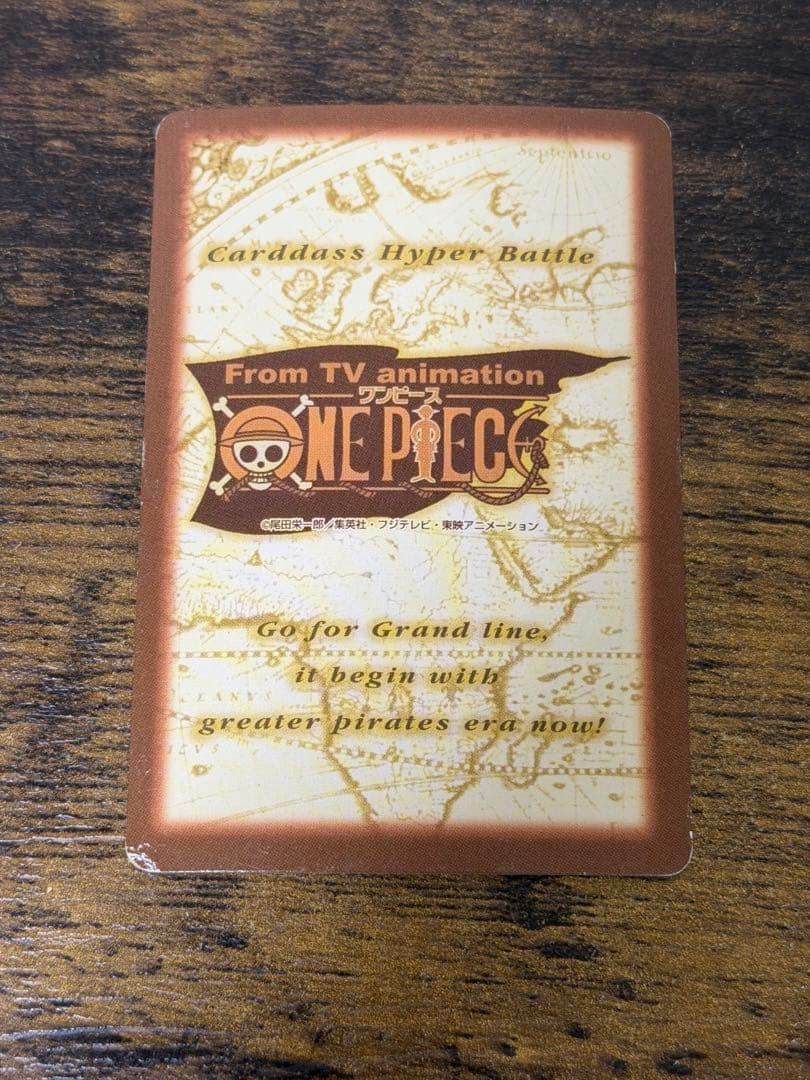 Septentrio
Carddass Hyper Battle
From TV animation
ワンピース
ONE PIECE
©尾田栄一郎／集英社・フジテレビ・東映アニメーション
Go for Grand line,
it begin with
OCEANUS
greater pirates era now!